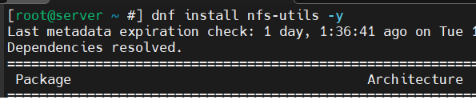 [root@server ~ #] dnf install nfs-utils -y
Last metadata expiration check: 1 day, 1:36:41 ago on Tue 1
Dependencies resolved.
================================================================
Package Architecture
================================================================